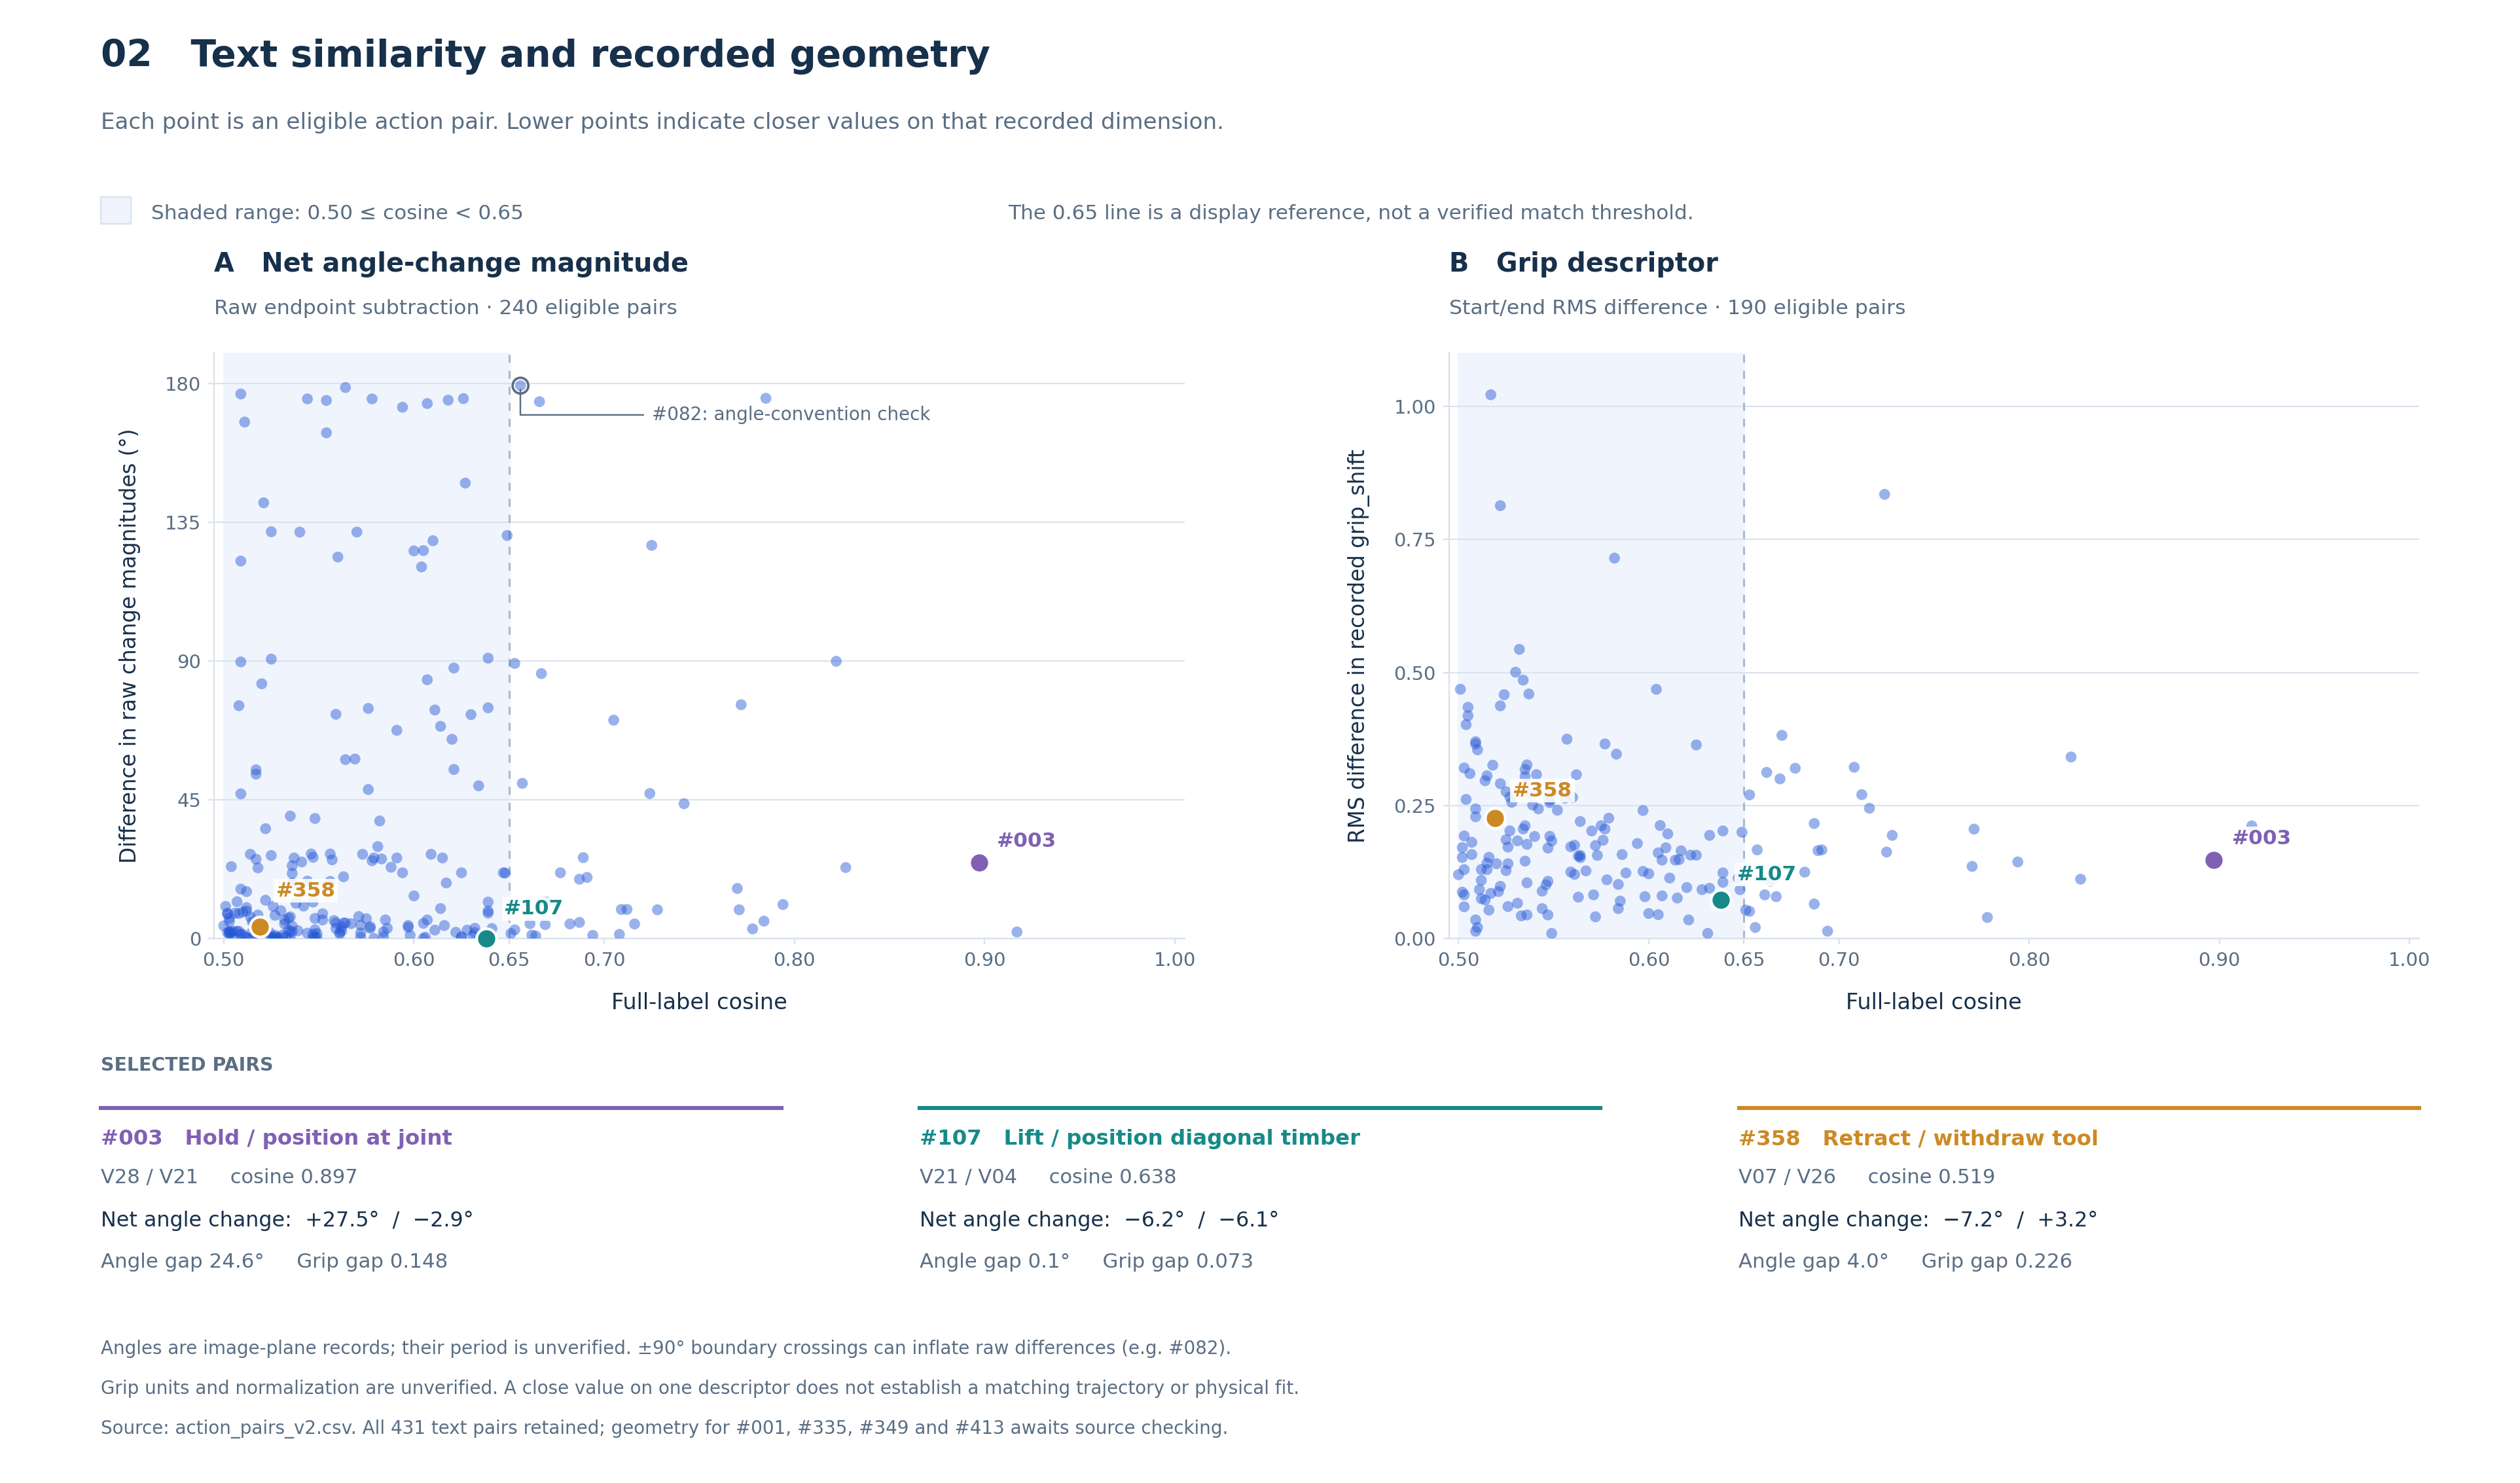 02 Text similarity and recorded geometry
Each point is an eligible action pair. Lower points indicate closer values on that recorded dimension.
Shaded range: 0.50 ≤ cosine < 0.65
The 0.65 line is a display reference, not a verified match threshold.
A Net angle-change magnitude
Raw endpoint subtraction · 240 eligible pairs
Difference in raw change magnitudes (°)
180
135
90
45
0
#082: angle-convention check
#003
#358
#107
0.50 0.60 0.65 0.70 0.80 0.90 1.00
Full-label cosine
B Grip descriptor
Start/end RMS difference · 190 eligible pairs
RMS difference in recorded grip_shift
1.00
0.75
0.50
0.25
0.00
#358
#003
#107
0.50 0.60 0.65 0.70 0.80 0.90 1.00
Full-label cosine
SELECTED PAIRS
#003 Hold / position at joint
V28 / V21 cosine 0.897
Net angle change: +27.5° / −2.9°
Angle gap 24.6° Grip gap 0.148
#107 Lift / position diagonal timber
V21 / V04 cosine 0.638
Net angle change: −6.2° / −6.1°
Angle gap 0.1° Grip gap 0.073
#358 Retract / withdraw tool
V07 / V26 cosine 0.519
Net angle change: −7.2° / +3.2°
Angle gap 4.0° Grip gap 0.226
Angles are image-plane records; their period is unverified. ±90° boundary crossings can inflate raw differences (e.g. #082).
Grip units and normalization are unverified. A close value on one descriptor does not establish a matching trajectory or physical fit.
Source: action_pairs_v2.csv. All 431 text pairs retained; geometry for #001, #335, #349 and #413 awaits source checking.